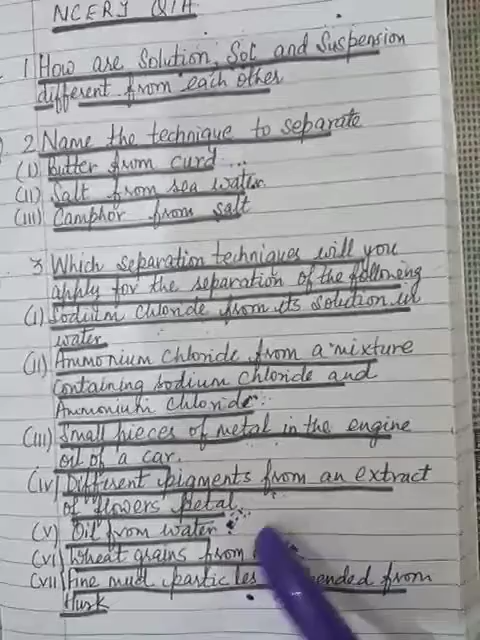 NCERT Q/A
1 How are Solution, Sol and Suspension
different from each other
2 Name the technique to separate
(i) Butter from curd ...
(ii) Salt from sea water.
(iii) Camphor from salt
3 Which separation techniques will you
apply for the separation of the following
(i) Sodium Chloride from its solution in
water
(ii) Ammonium Chloride from a mixture
containing sodium chloride and
Ammonium chloride.
(iii) Small pieces of metal in the engine
oil of a car.
(iv) Different pigments from an extract
of flowers petal
(v) Oil from water.
(vi) Wheat grains from
(vii) Fine mud particles from
Husk